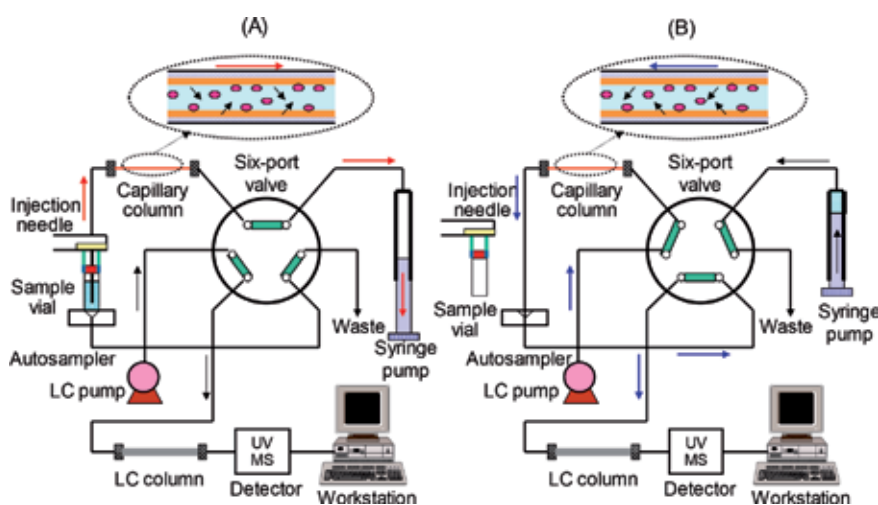 (A)
Six-port
valve
Capillary
column
Injection
needle
Sample
vial
Autosampler
LC pump
Waste
Syringe
pump
LC column
UV
MS
Detector
Workstation
(B)
Six-port
valve
Capillary
column
Injection
needle
Sample
vial
Autosampler
LC pump
Waste
Syringe
pump
LC column
UV
MS
Detector
Workstation